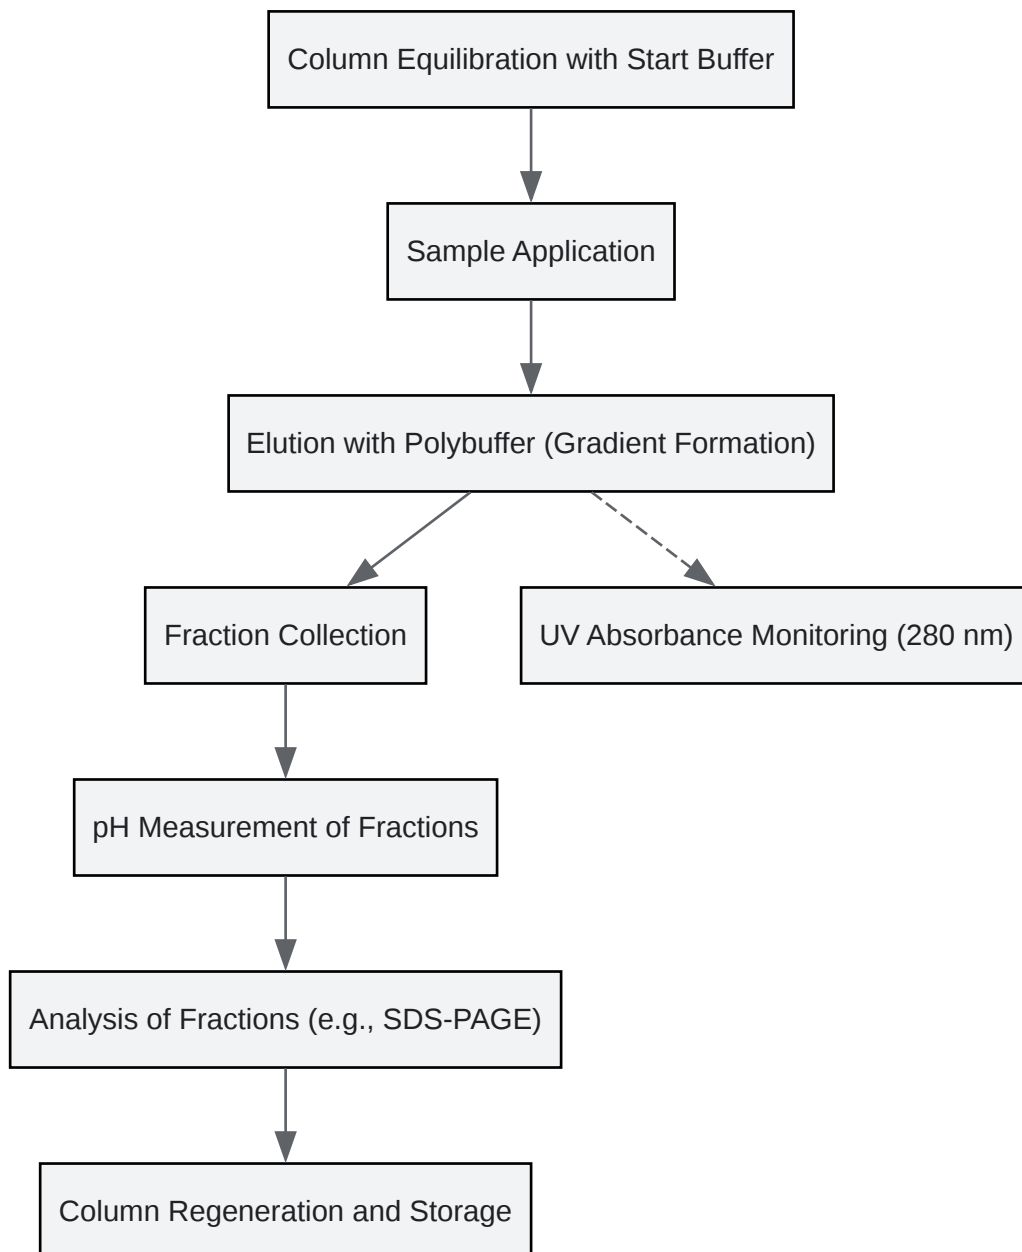 Column Equilibration with Start Buffer
Sample Application
Elution with Polybuffer (Gradient Formation)
Fraction Collection
UV Absorbance Monitoring (280 nm)
pH Measurement of Fractions
Analysis of Fractions (e.g., SDS-PAGE)
Column Regeneration and Storage